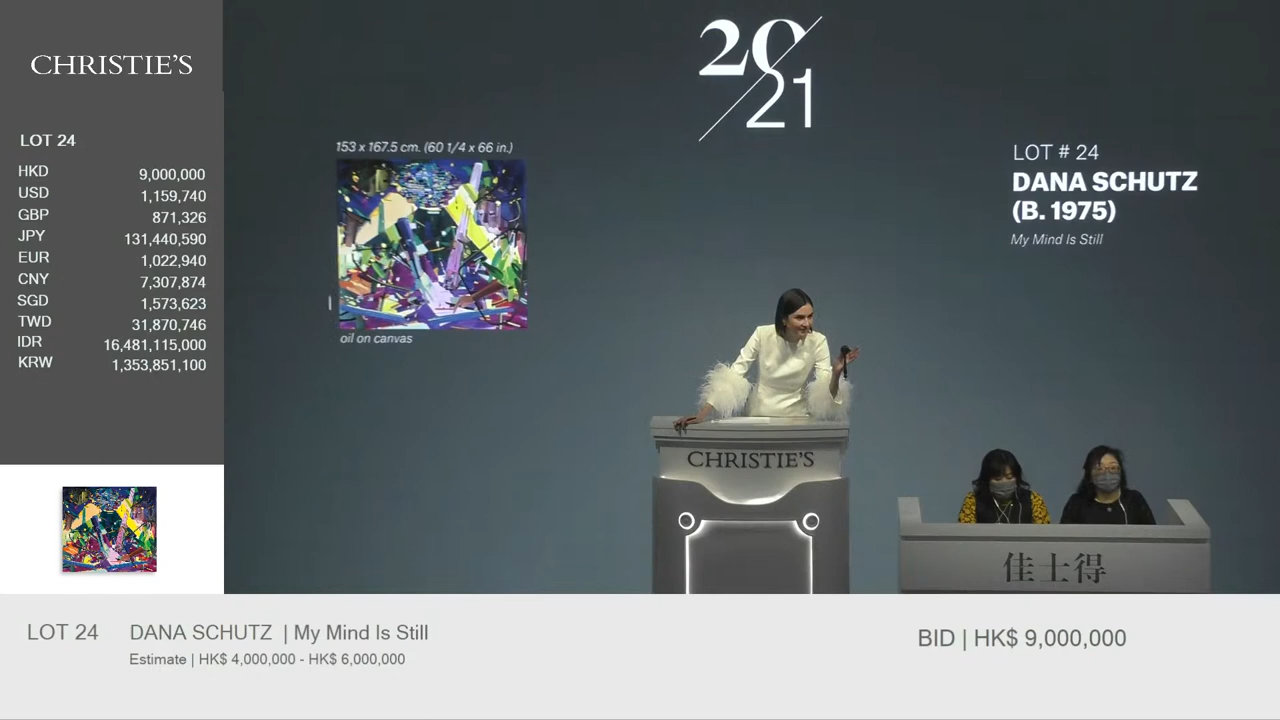 CHRISTIE'S
LOT 24
HKD 9,000,000
USD 1,159,740
GBP 871,326
JPY 131,440,590
EUR 1,022,940
CNY 7,307,874
SGD 1,573,623
TWD 31,870,746
IDR 16,481,115,000
KRW 1,353,851,100
20/21
153 x 167.5 cm. (60 1/4 x 66 in.)
oil on canvas
LOT # 24
DANA SCHUTZ
(B. 1975)
My Mind Is Still
CHRISTIE'S
佳士得
LOT 24 DANA SCHUTZ | My Mind Is Still
Estimate | HK$ 4,000,000 - HK$ 6,000,000
BID | HK$ 9,000,000